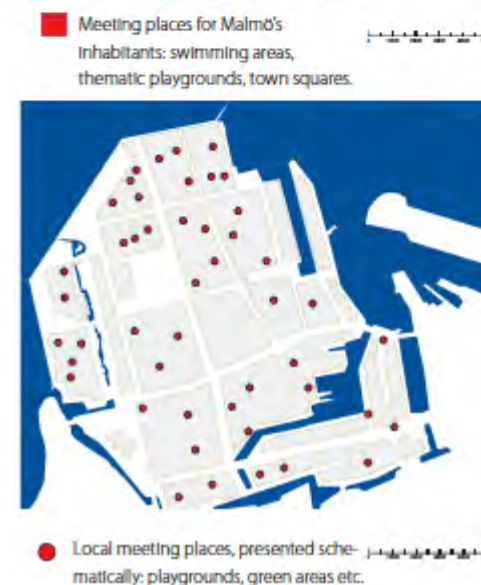 Meeting places for Malmö's
inhabitants: swimming areas,
thematic playgrounds, town squares.
Local meeting places, presented sche-
matically: playgrounds, green areas etc.